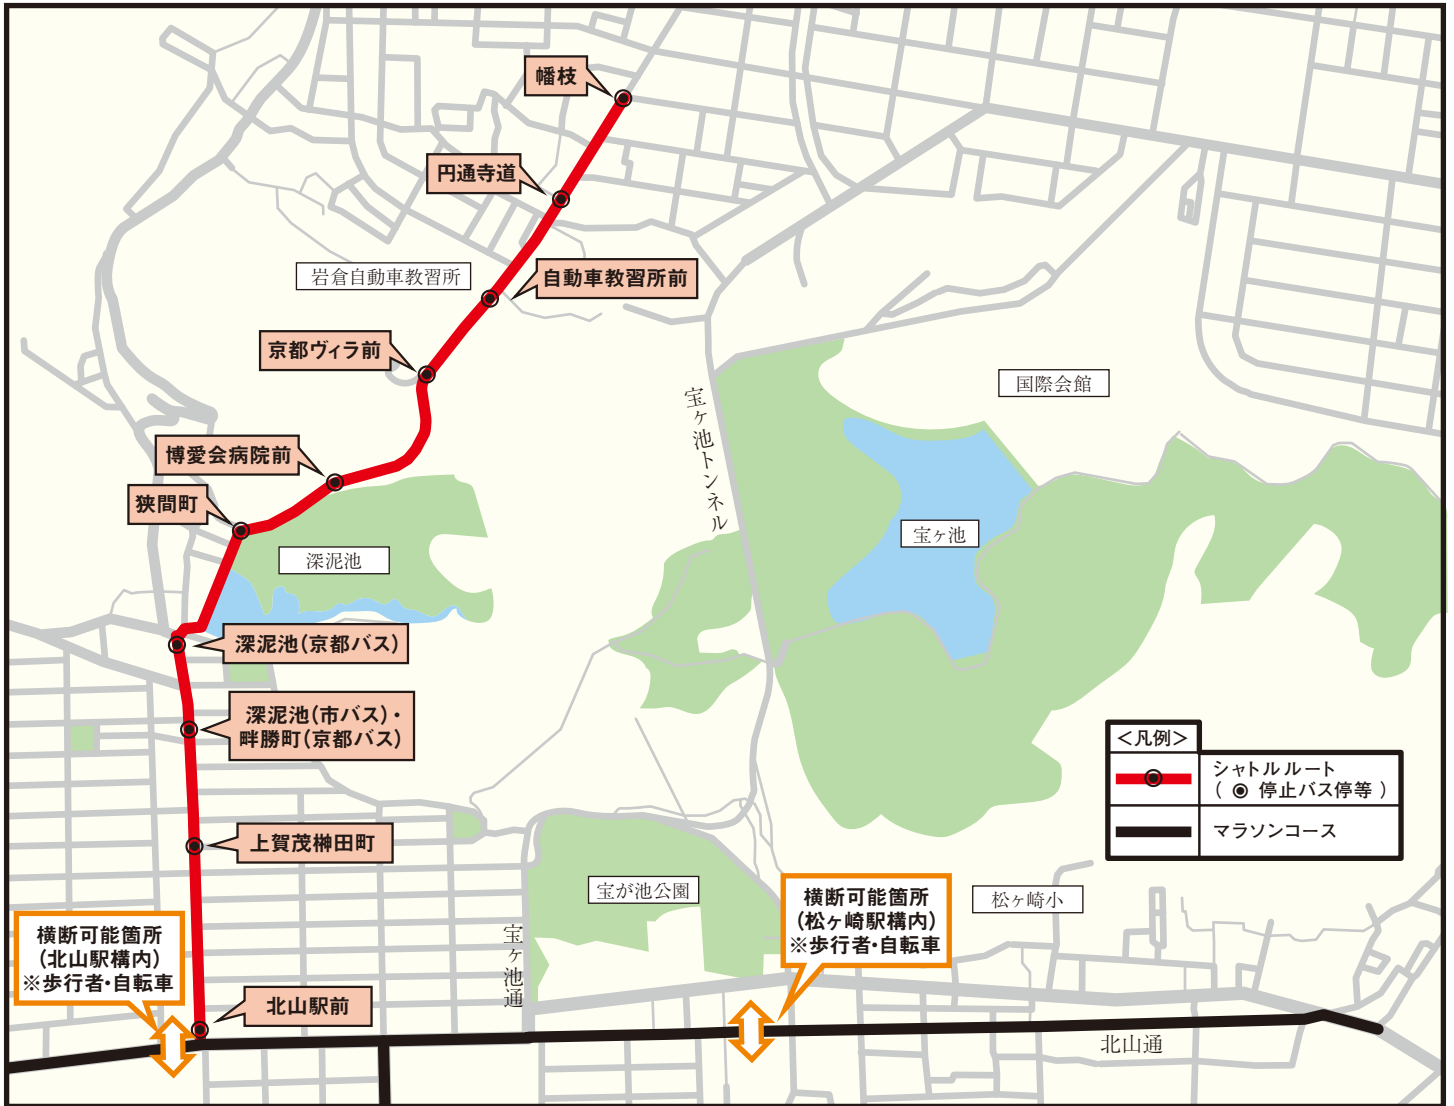 幡枝
円通寺道
岩倉自動車教習所
自動車教習所前
京都ヴィラ前
国際会館
宝ヶ池トンネル
博愛会病院前
狭間町
宝ヶ池
深泥池
深泥池(京都バス)
深泥池(市バス)・
畔勝町(京都バス)
<凡例>
シャトルルート
( ◉ 停止バス停等 )
マラソンコース
上賀茂榊田町
宝が池公園
横断可能箇所
(松ヶ崎駅構内)
※歩行者・自転車
松ヶ崎小
横断可能箇所
(北山駅構内)
※歩行者・自転車
宝ヶ池通
北山駅前
北山通